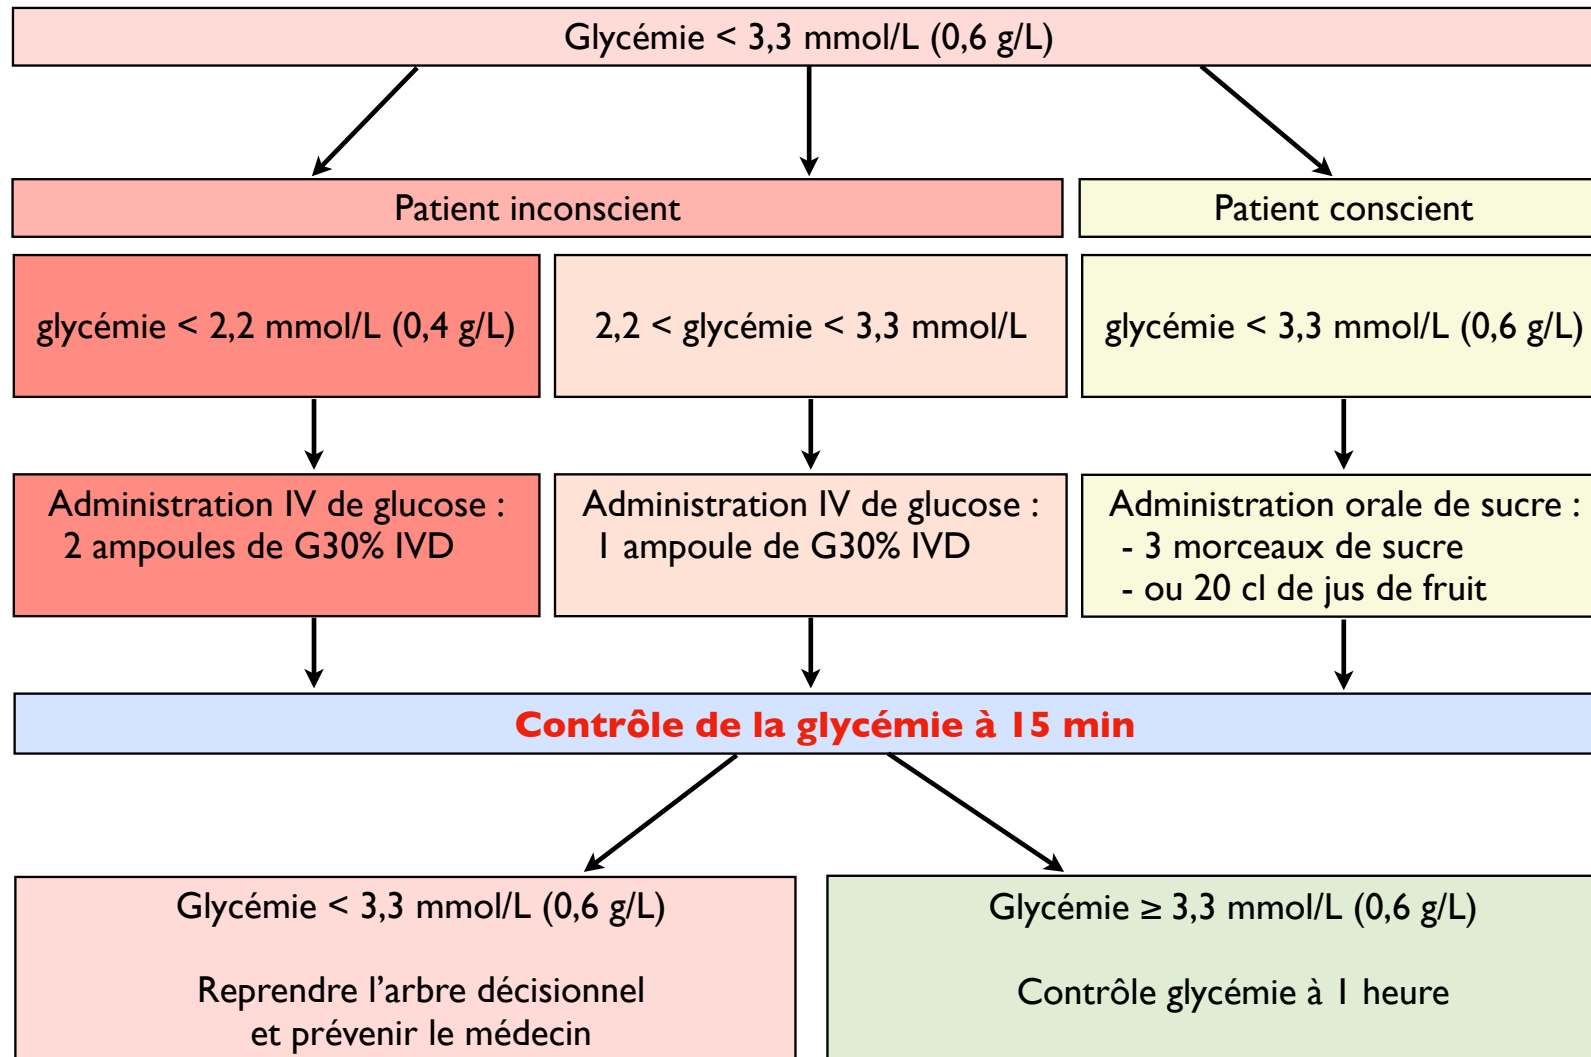 Glycémie < 3,3 mmol/L (0,6 g/L)
Patient inconscient
Patient conscient
glycémie < 2,2 mmol/L (0,4 g/L)
2,2 < glycémie < 3,3 mmol/L
glycémie < 3,3 mmol/L (0,6 g/L)
Administration IV de glucose :
2 ampoules de G30% IVD
Administration IV de glucose :
1 ampoule de G30% IVD
Administration orale de sucre :
- 3 morceaux de sucre
- ou 20 cl de jus de fruit
Contrôle de la glycémie à 15 min
Glycémie < 3,3 mmol/L (0,6 g/L)
Reprendre l’arbre décisionnel
et prévenir le médecin
Glycémie ≥ 3,3 mmol/L (0,6 g/L)
Contrôle glycémie à 1 heure